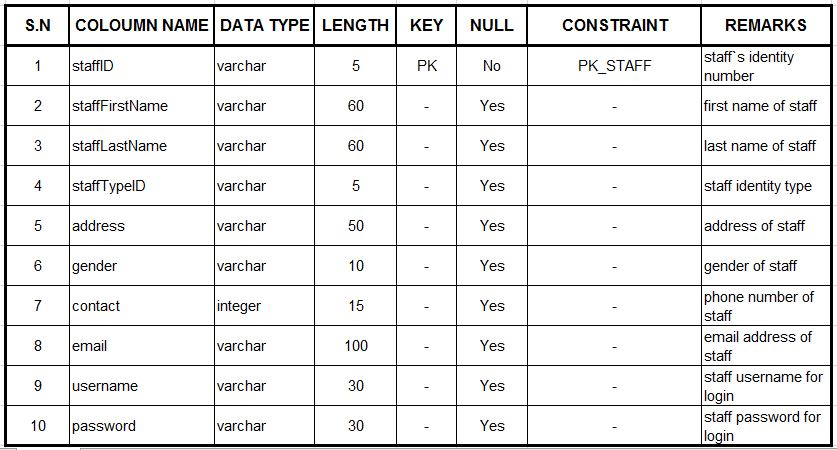 S.N COLOUMN NAME DATA TYPE LENGTH KEY NULL CONSTRAINT REMARKS
1 staffID varchar 5 PK No PK_STAFF staff`s identity
number
2 staffFirstName varchar 60 - Yes - first name of staff
3 staffLastName varchar 60 - Yes - last name of staff
4 staffTypeID varchar 5 - Yes - staff identity type
5 address varchar 50 - Yes - address of staff
6 gender varchar 10 - Yes - gender of staff
7 contact integer 15 - Yes - phone number of
staff
8 email varchar 100 - Yes - email address of
staff
9 username varchar 30 - Yes - staff username for
login
10 password varchar 30 - Yes - staff password for
login